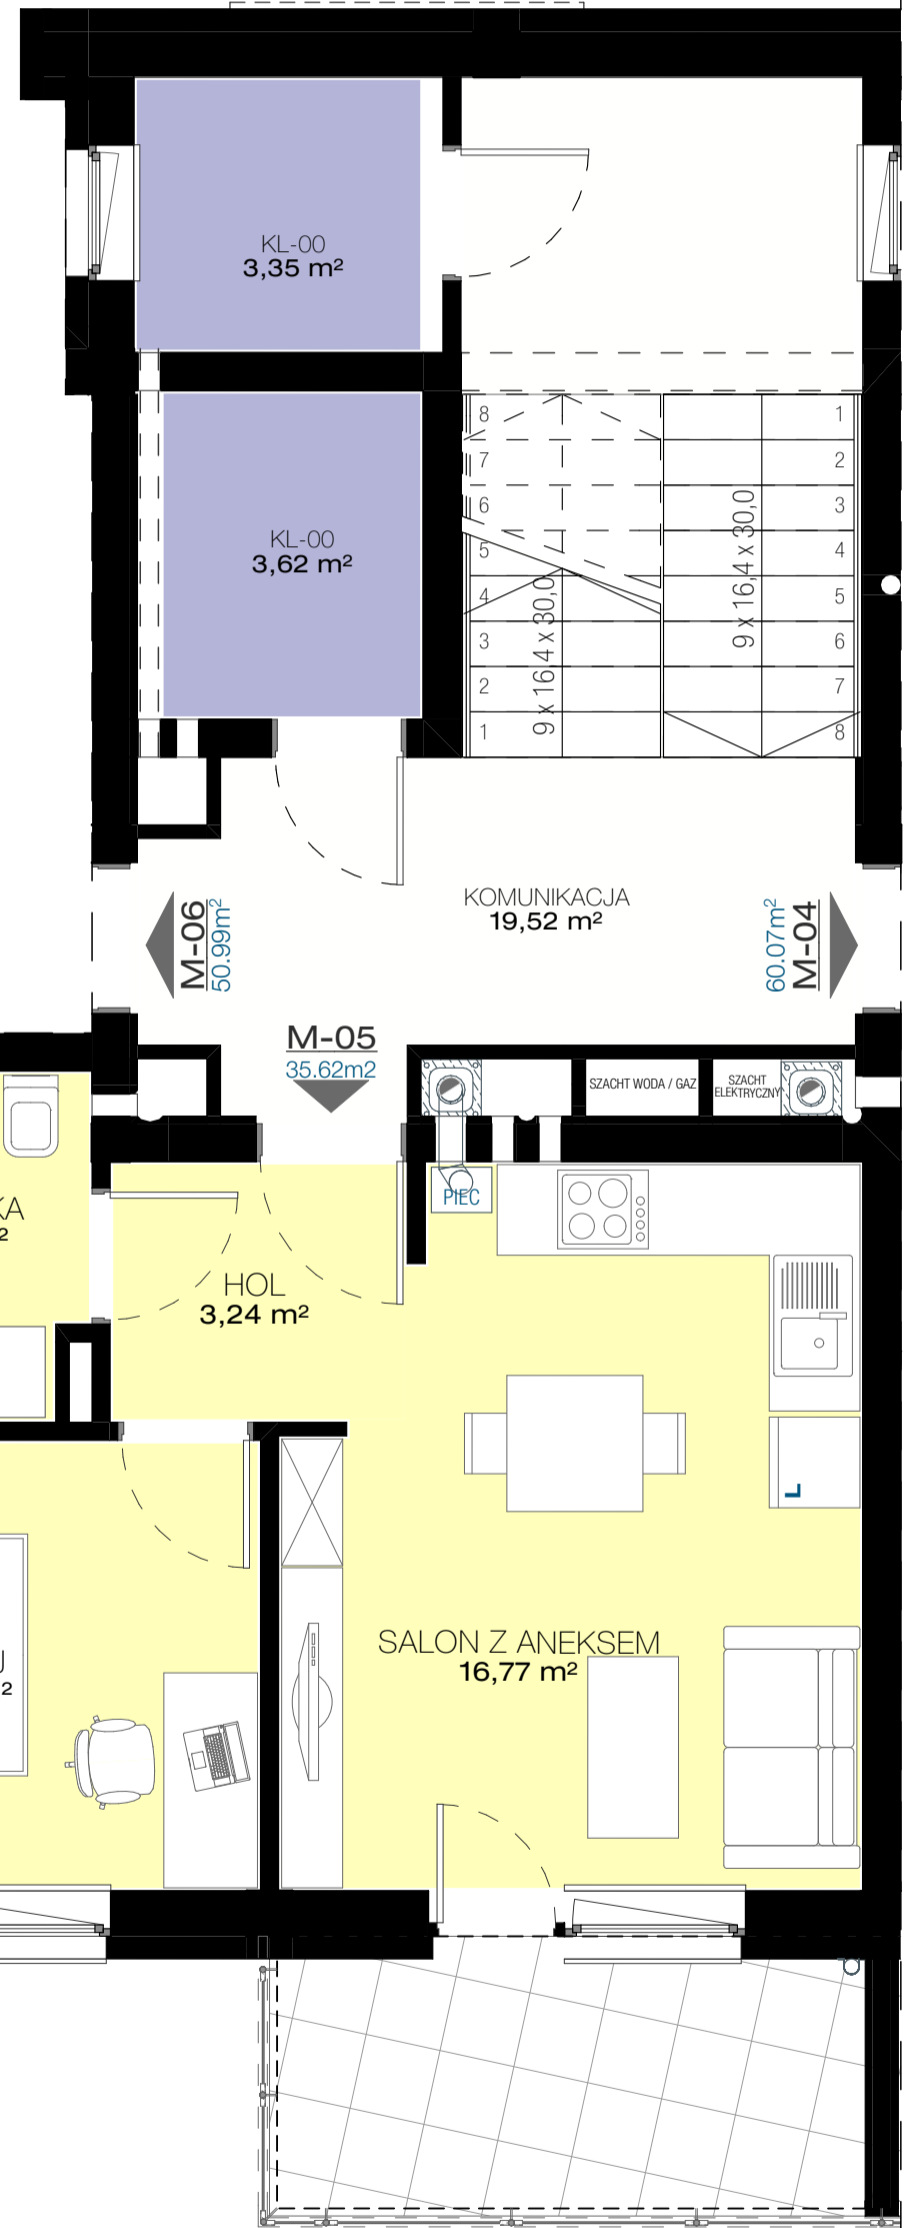 KL-00
3,35 m²
KL-00
3,62 m²
8
7
6
5
4
3
2
1
9 x 16,4 x 30,0
9 x 16,4 x 30,0
1
2
3
4
5
6
7
8
KOMUNIKACJA
19,52 m²
M-06
50.99m²
60.07m²
M-04
M-05
35.62m2
SZACHT WODA / GAZ
SZACHT
ELEKTRYCZNY
PIEC
KA
²
HOL
3,24 m²
L
SALON Z ANEKSEM
16,77 m²
J
²